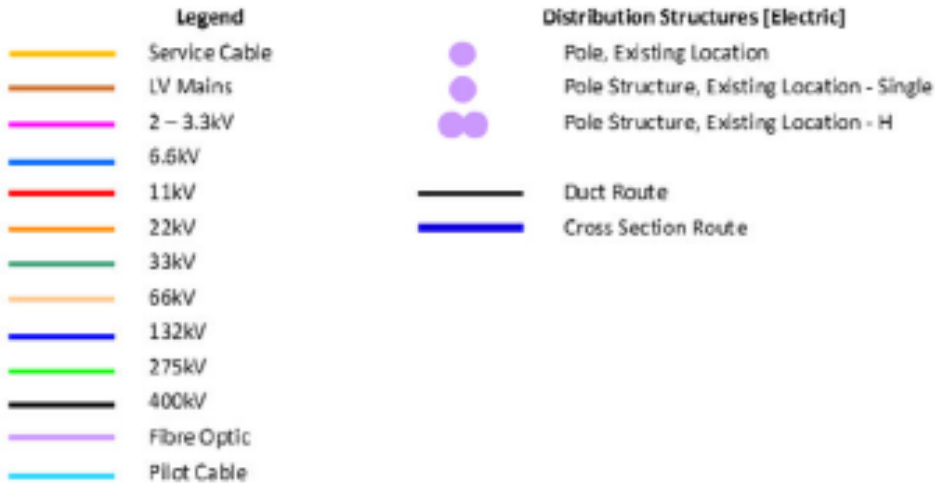 Legend
Service Cable
LV Mains
2 – 3.3kV
6.6kV
11kV
22kV
33kV
66kV
132kV
275kV
400kV
Fibre Optic
Pilot Cable
Distribution Structures [Electric]
Pole, Existing Location
Pole Structure, Existing Location - Single
Pole Structure, Existing Location - H
Duct Route
Cross Section Route